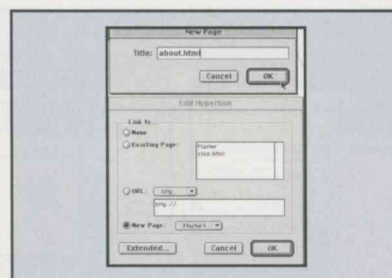 New Page
Title: about.html
Cancel OK
Edit Hyperlink
Link to...
None
Existing Page:
Master
click.html
URL:
http://
New Page:
Extended... Cancel OK